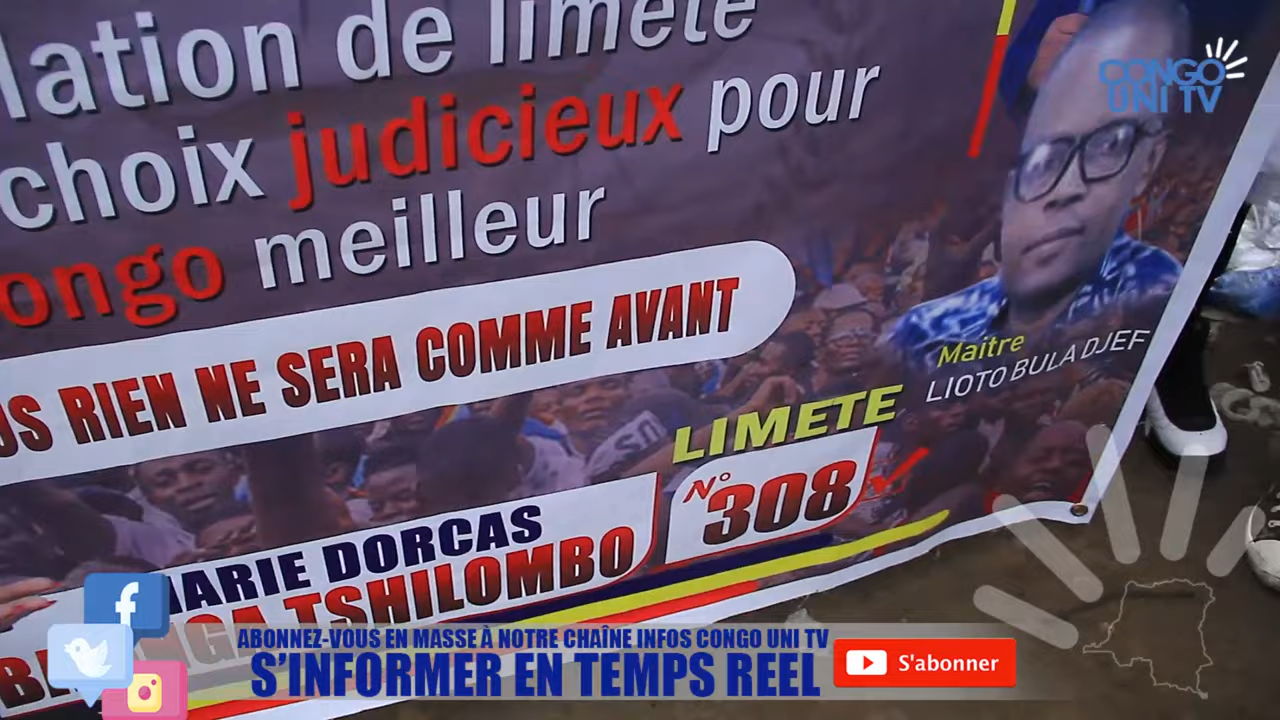 lation de limete
choix judicieux pour
ongo meilleur
US RIEN NE SERA COMME AVANT
Maitre
LIOTO BULA DJEF
LIMETE
N° 308
MARIE DORCAS
TSHILOMBO
CONGO
UNI TV
ABONNEZ-VOUS EN MASSE À NOTRE CHAÎNE INFOS CONGO UNI TV
S'INFORMER EN TEMPS REEL
S'abonner